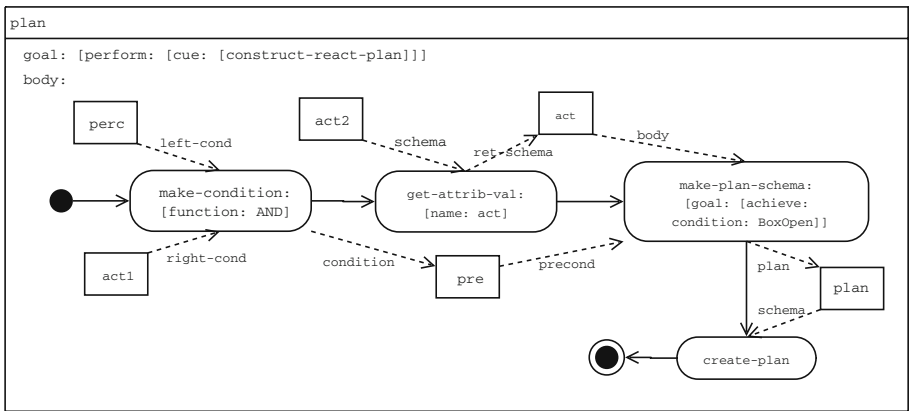 plan
goal: [perform: [cue: [construct-react-plan]]]
body:
perc
act2
act
left-cond
schema
ret-schema
body
make-condition:
[function: AND]
get-attrib-val:
[name: act]
make-plan-schema:
[goal: [achieve:
condition: BoxOpen]]
act1
right-cond
condition
pre
precond
plan
plan
schema
create-plan